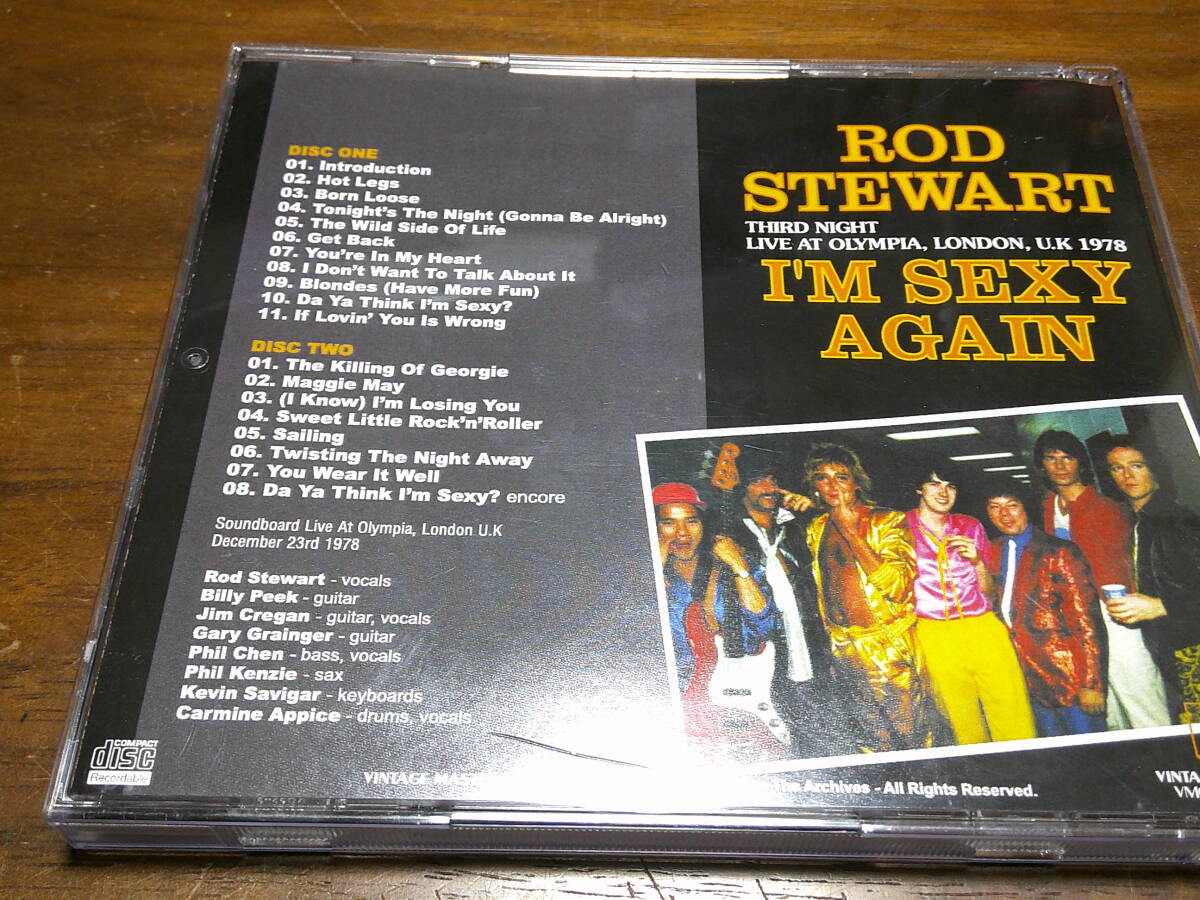 DISC ONE
01. Introduction
02. Hot Legs
03. Born Loose
04. Tonight's The Night (Gonna Be Alright)
05. The Wild Side Of Life
06. Get Back
07. You're In My Heart
08. I Don't Want To Talk About It
09. Blondes (Have More Fun)
10. Da Ya Think I'm Sexy?
11. If Lovin' You Is Wrong
DISC TWO
01. The Killing Of Georgie
02. Maggie May
03. (I Know) I'm Losing You
04. Sweet Little Rock'n'Roller
05. Sailing
06. Twisting The Night Away
07. You Wear It Well
08. Da Ya Think I'm Sexy? encore
Soundboard Live At Olympia, London U.K
December 23rd 1978
Rod Stewart - vocals
Billy Peek - guitar
Jim Cregan - guitar, vocals
Gary Grainger - guitar
Phil Chen - bass, vocals
Phil Kenzie - sax
Kevin Savigar - keyboards
Carmine Appice - drums, vocals
COMPACT
disc
Recordable
ROD
STEWART
THIRD NIGHT
LIVE AT OLYMPIA, LONDON, U.K 1978
I'M SEXY
AGAIN
VINTAGE
The Archives - All Rights Reserved.